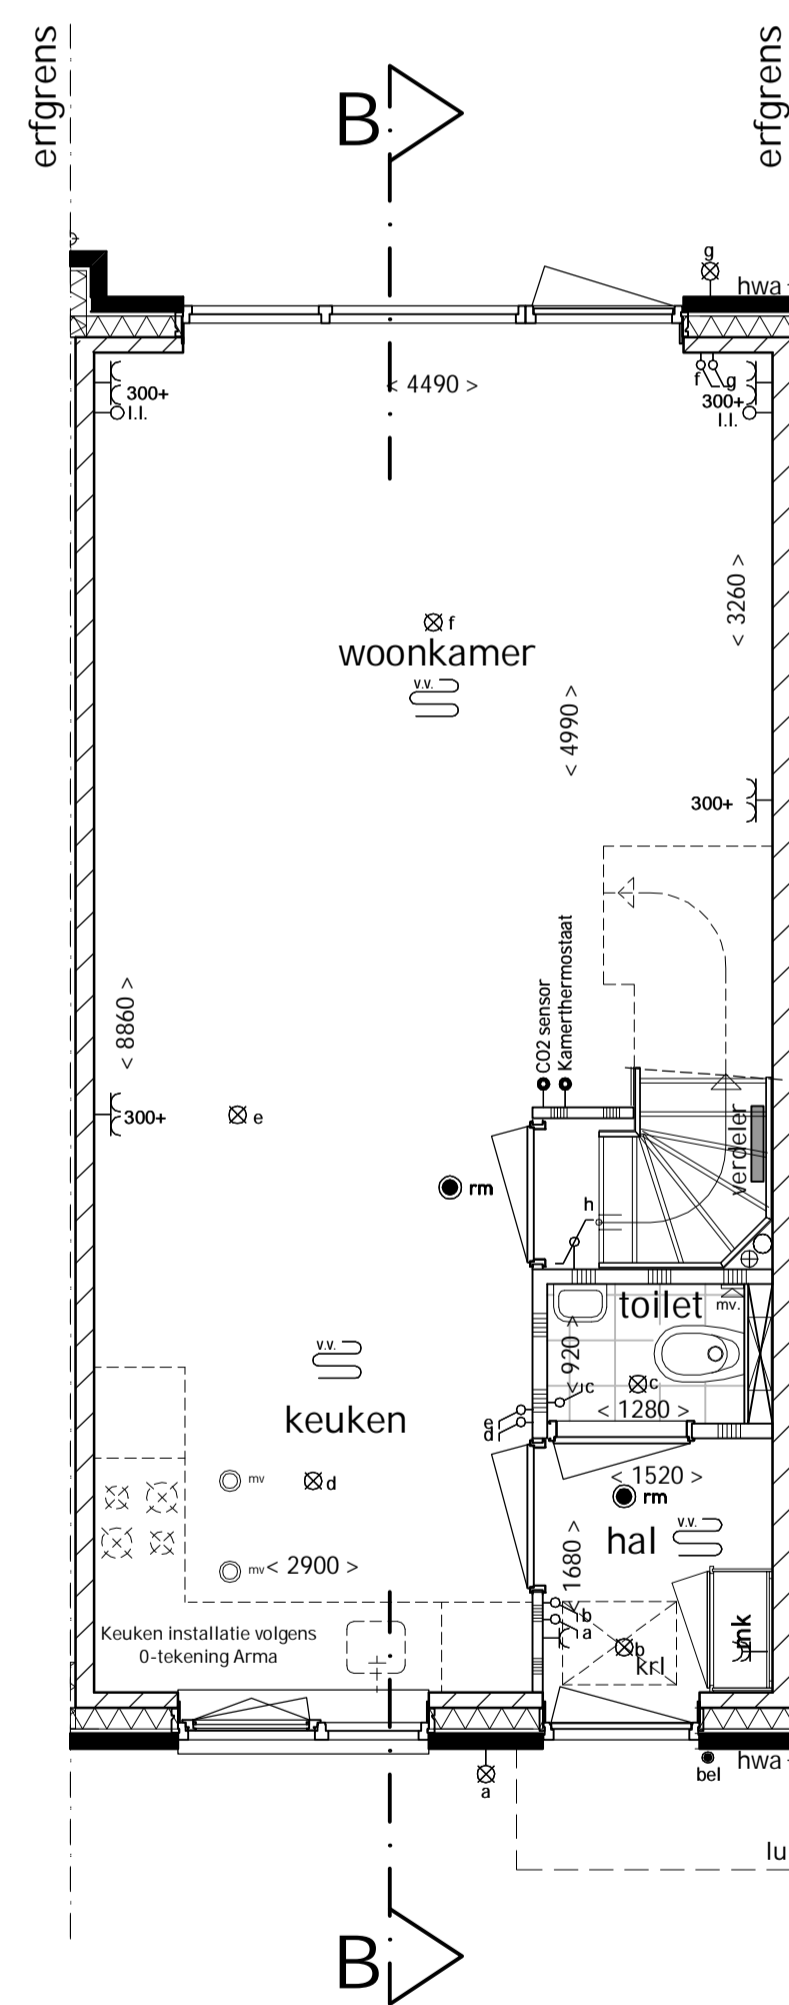 erfgrens
erfgrens
B
g
hwa
< 4490 >
300+
l.l.
f
g
300+
l.l.
< 3260 >
f
woonkamer
v.v.
< 4990 >
300+
CO2 sensor
Kamerthermostaat
< 8860 >
300+
e
verdeler
rm
h
toilet
mv.
v.v.
< 920 >
c
c
keuken
e
d
< 1280 >
< 1520 >
mv
d
rm
hal
v.v.
mv
< 2900 >
< 1680 >
b
a
mk
Keuken installatie volgens
0-tekening Arma
b
krl
a
bel
hwa
lu
B